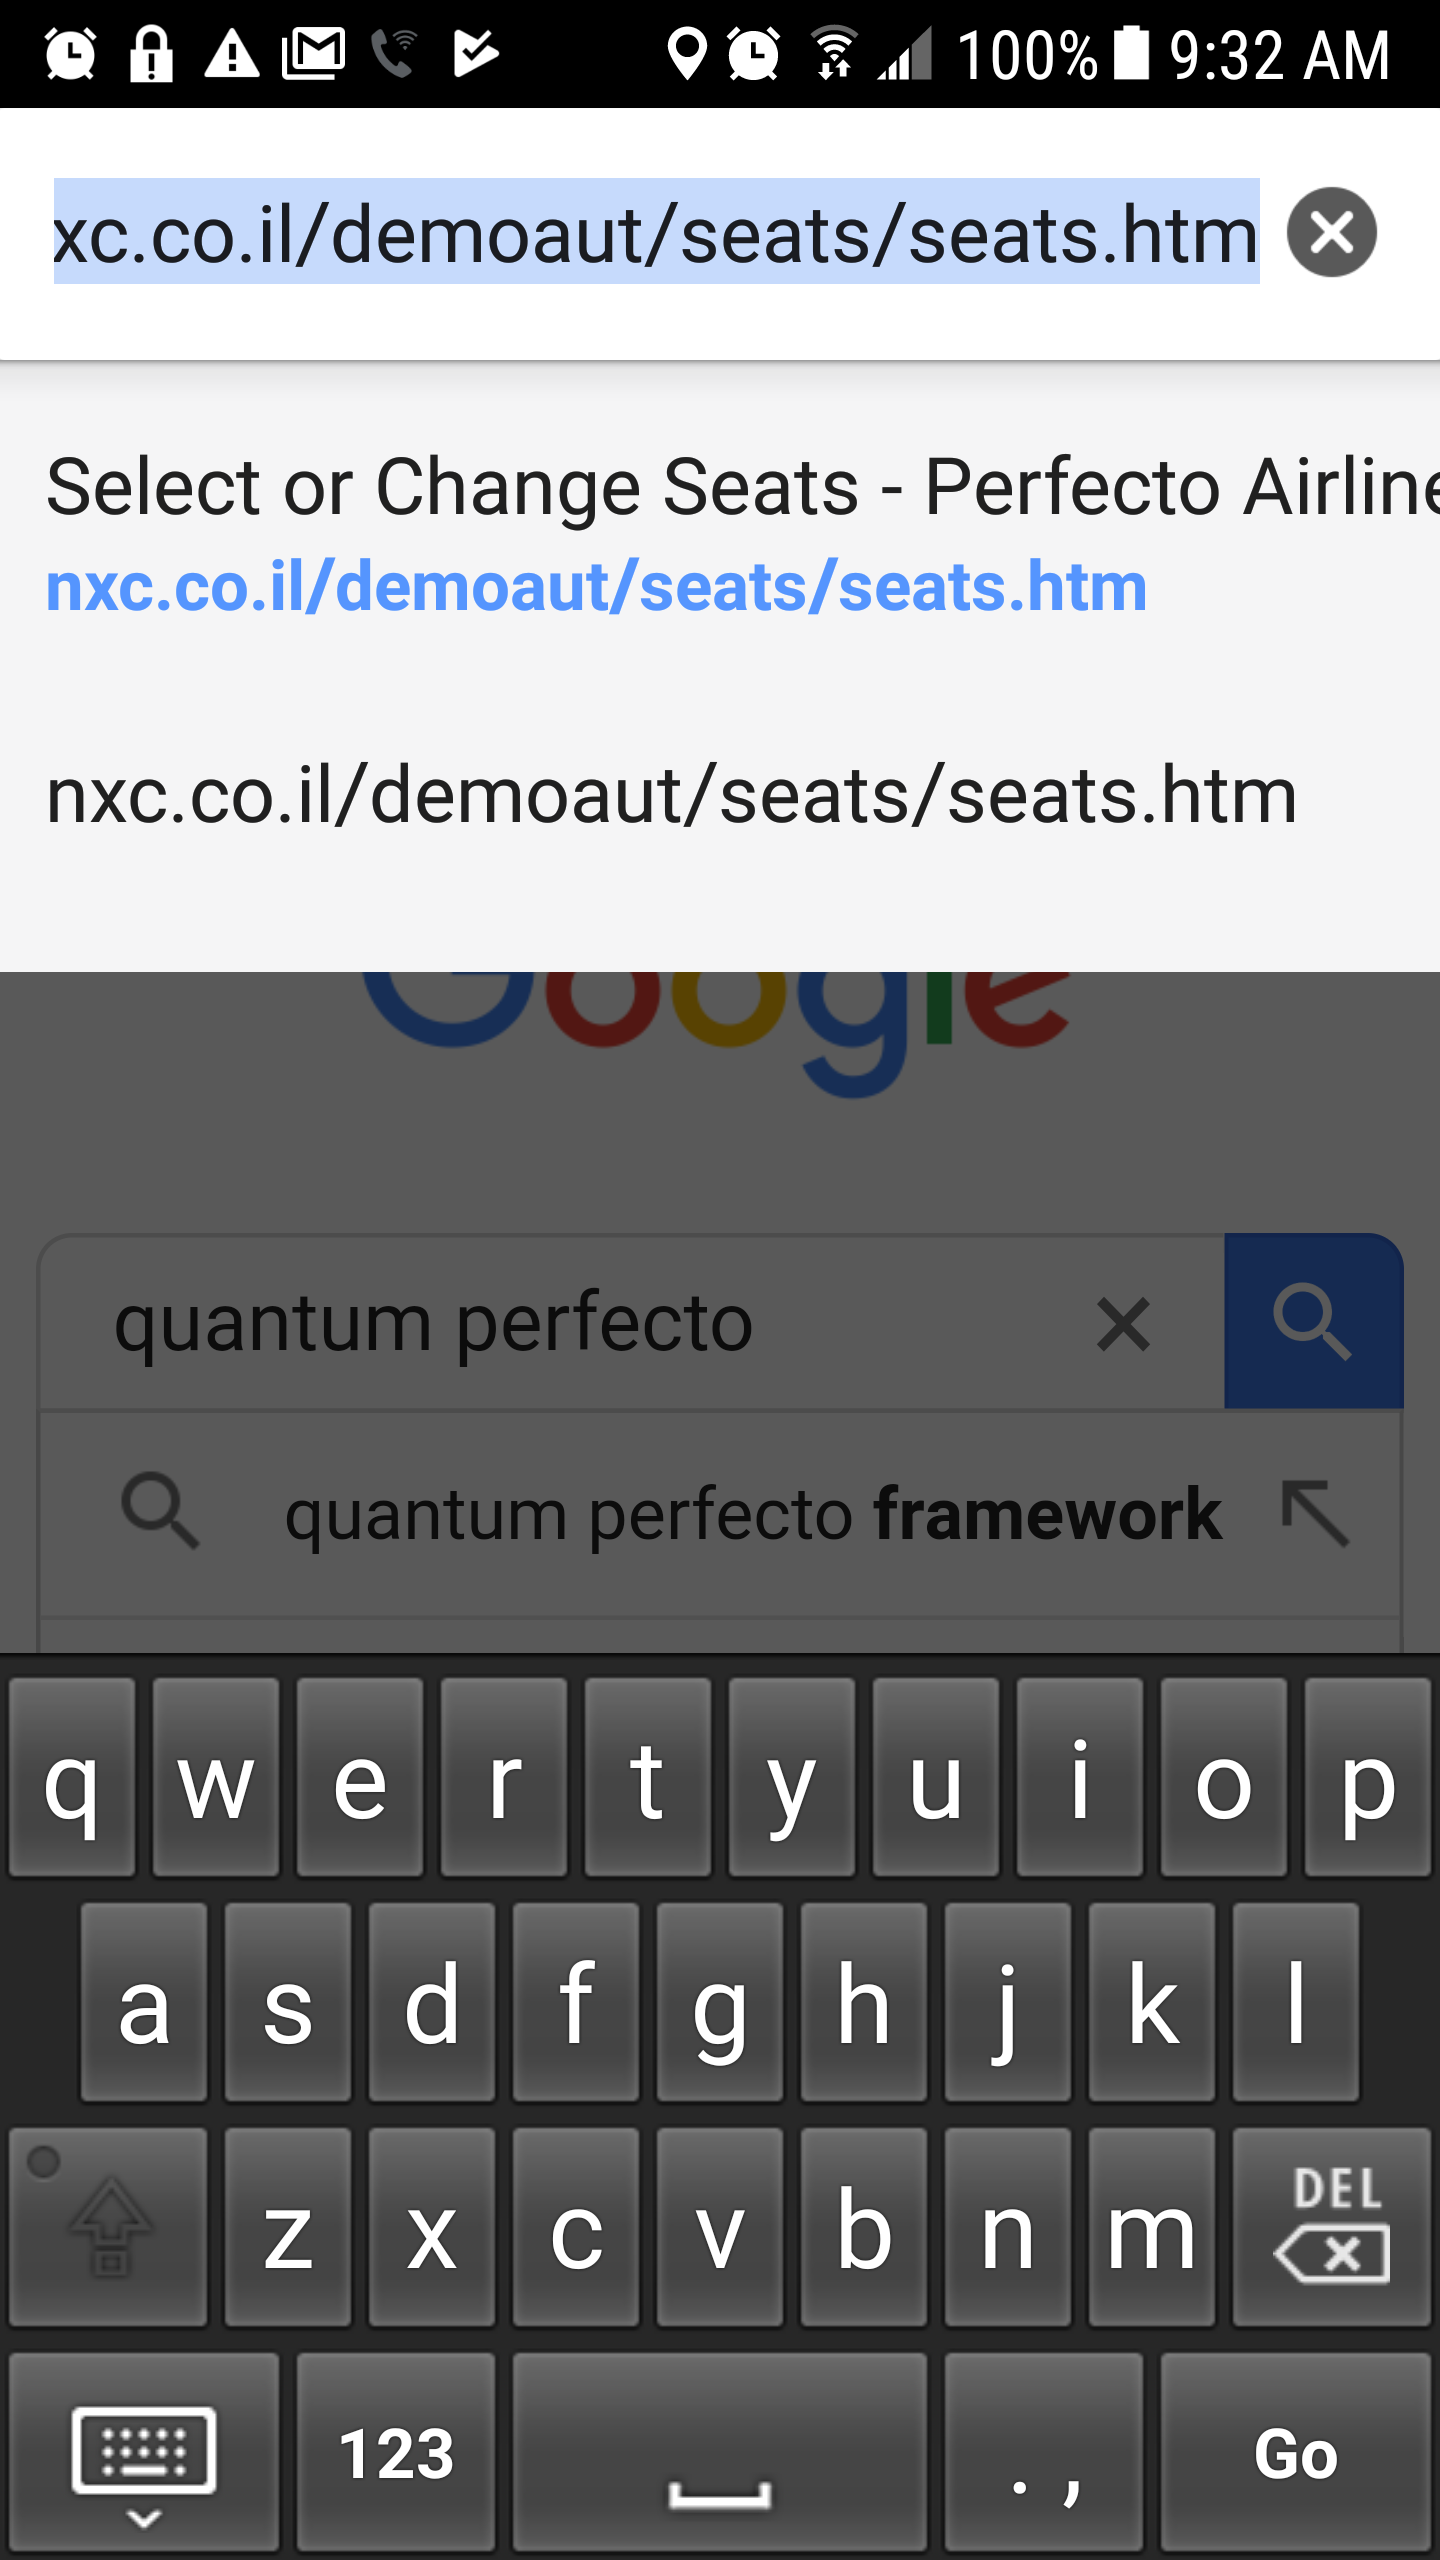 100% 9:32 AM
xc.co.il/demoaut/seats/seats.htm
Select or Change Seats - Perfecto Airline
nxc.co.il/demoaut/seats/seats.htm
nxc.co.il/demoaut/seats/seats.htm
Google
quantum perfecto
quantum perfecto framework
q w e r t y u i o p
a s d f g h j k l
z x c v b n m DEL
123 . , Go